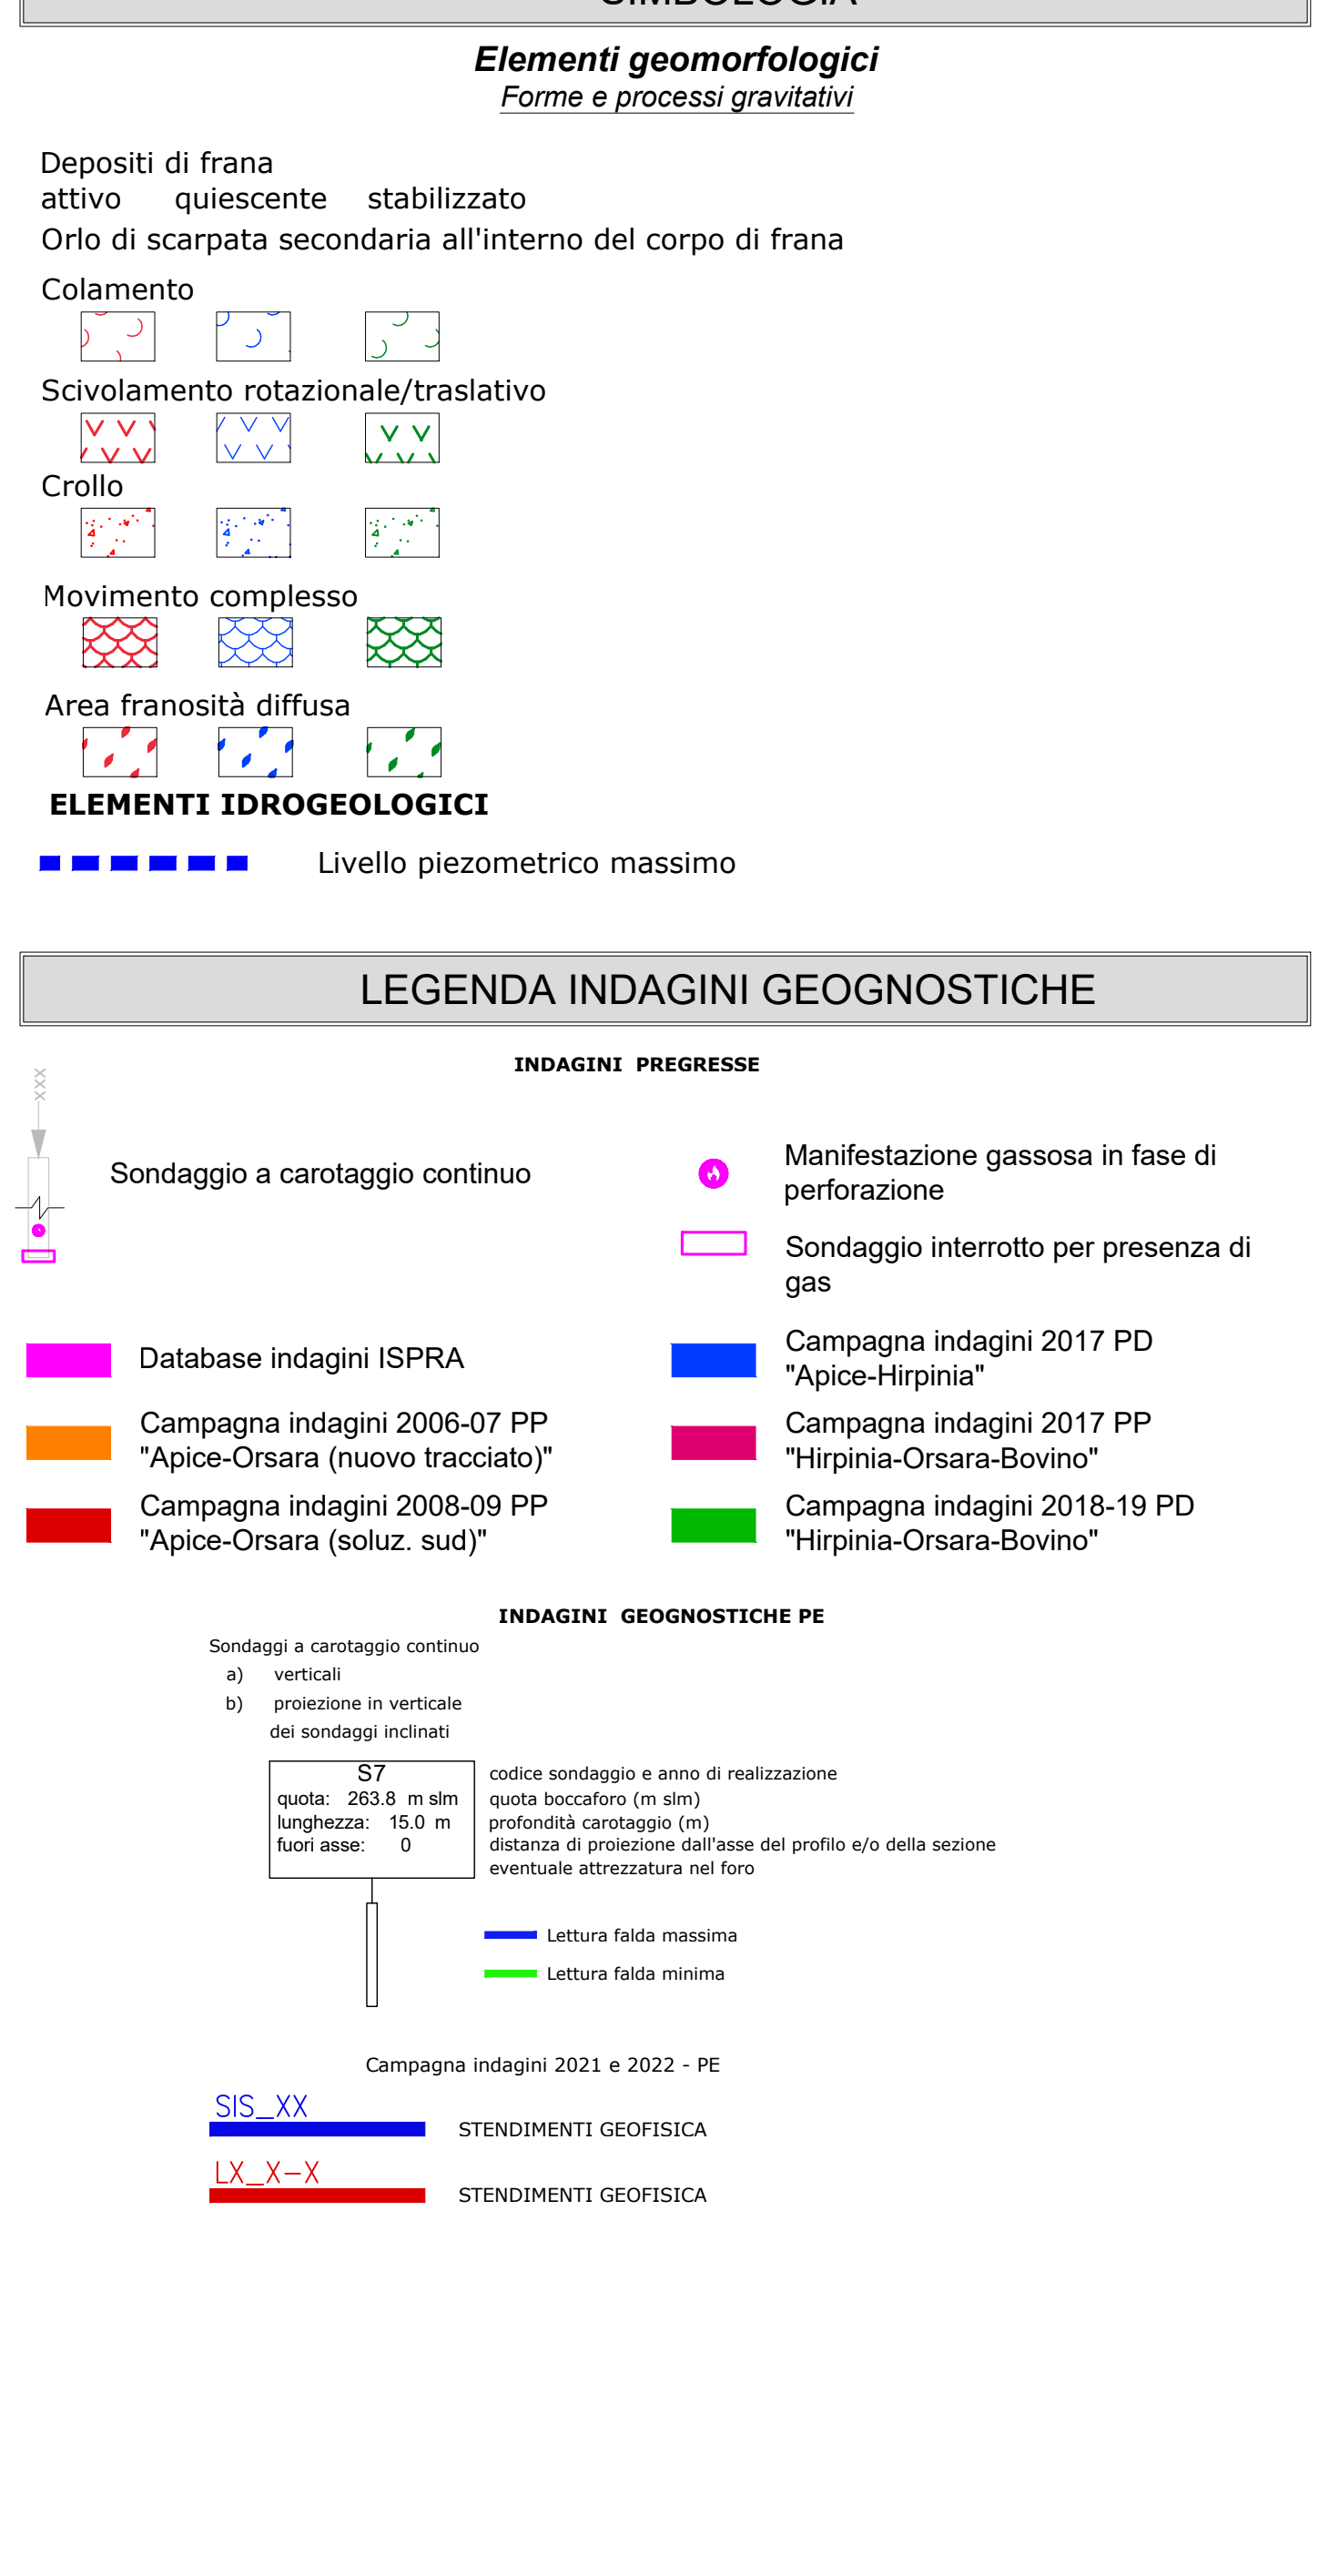 SIMBOLOGIA
Elementi geomorfologici
Forme e processi gravitativi
Depositi di frana
attivo quiescente stabilizzato
Orlo di scarpata secondaria all'interno del corpo di frana
Colamento
Scivolamento rotazionale/traslativo
Crollo
Movimento complesso
Area franosità diffusa
ELEMENTI IDROGEOLOGICI
Livello piezometrico massimo
LEGENDA INDAGINI GEOGNOSTICHE
INDAGINI PREGRESSE
XXX
Sondaggio a carotaggio continuo
Manifestazione gassosa in fase di
perforazione
Sondaggio interrotto per presenza di
gas
Database indagini ISPRA
Campagna indagini 2017 PD
"Apice-Hirpinia"
Campagna indagini 2006-07 PP
"Apice-Orsara (nuovo tracciato)"
Campagna indagini 2017 PP
"Hirpinia-Orsara-Bovino"
Campagna indagini 2008-09 PP
"Apice-Orsara (soluz. sud)"
Campagna indagini 2018-19 PD
"Hirpinia-Orsara-Bovino"
INDAGINI GEOGNOSTICHE PE
Sondaggi a carotaggio continuo
a) verticali
b) proiezione in verticale
dei sondaggi inclinati
S7 codice sondaggio e anno di realizzazione
quota: 263.8 m slm quota boccaforo (m slm)
lunghezza: 15.0 m profondità carotaggio (m)
fuori asse: 0 distanza di proiezione dall'asse del profilo e/o della sezione
eventuale attrezzatura nel foro
Lettura falda massima
Lettura falda minima
Campagna indagini 2021 e 2022 - PE
SIS_XX
STENDIMENTI GEOFISICA
LX_X-X
STENDIMENTI GEOFISICA